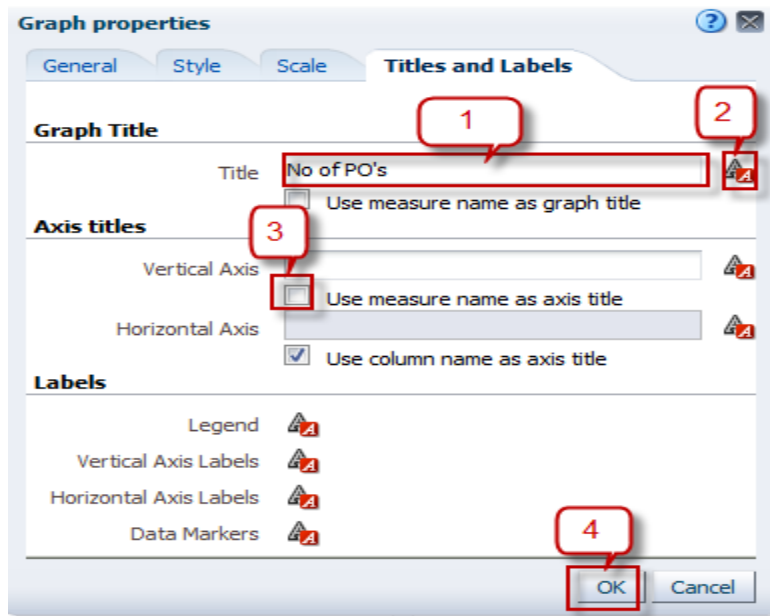 Graph properties
General Style Scale Titles and Labels
1
2
Graph Title
Title No of PO's
Use measure name as graph title
Axis titles
3
Vertical Axis
Use measure name as axis title
Horizontal Axis
Use column name as axis title
Labels
Legend
Vertical Axis Labels
Horizontal Axis Labels
Data Markers
4
OK Cancel